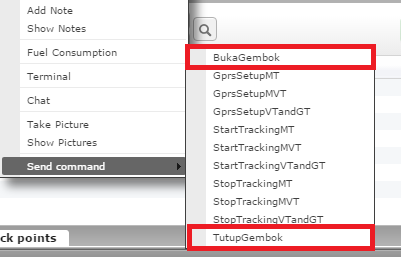 Add Note
Show Notes
Fuel Consumption
Terminal
Chat
Take Picture
Show Pictures
Send command
BukaGembok
GprsSetupMT
GprsSetupMVT
GprsSetupVTandGT
StartTrackingMT
StartTrackingMVT
StartTrackingVTandGT
StopTrackingMT
StopTrackingMVT
StopTrackingVTandGT
TutupGembok
ck points